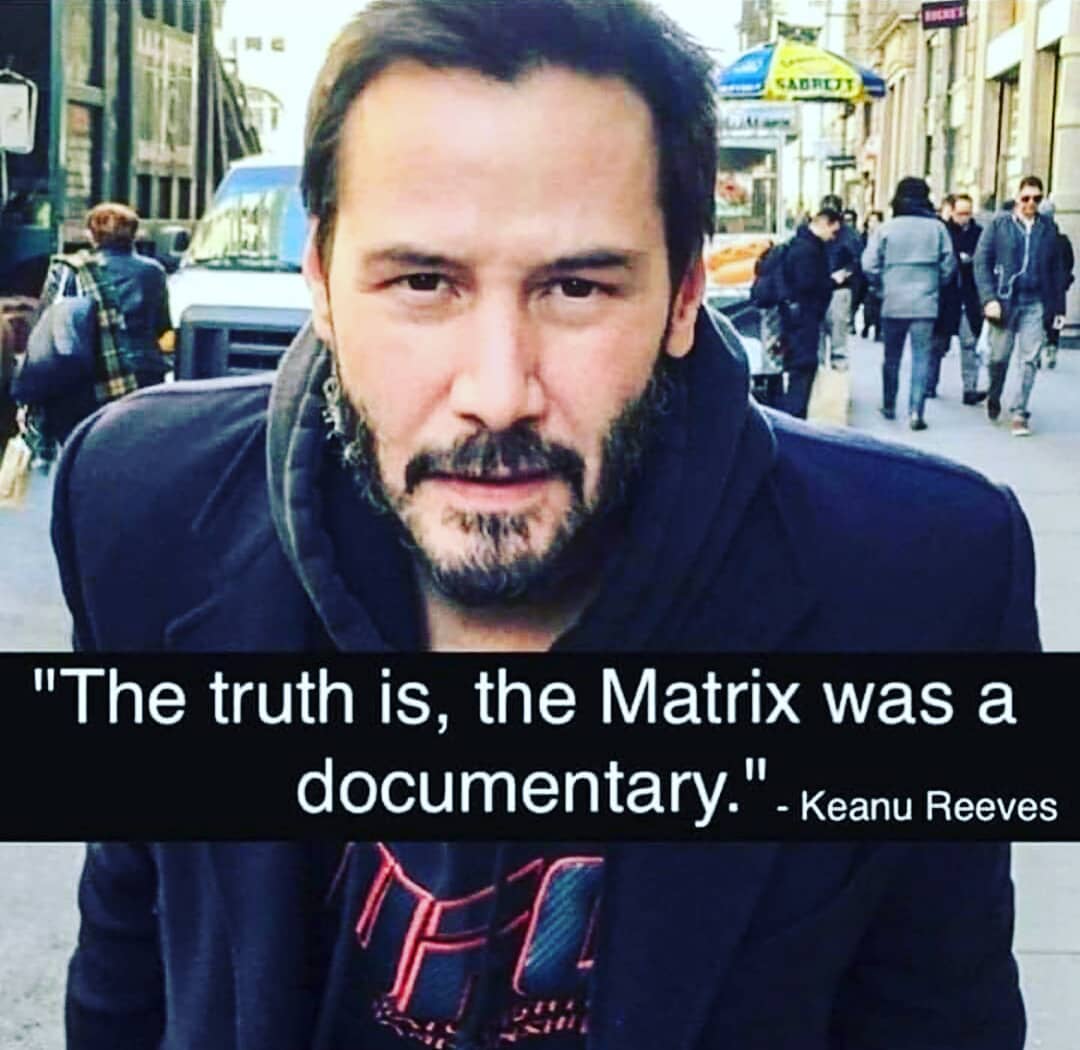 SABRETT
"The truth is, the Matrix was a
documentary." - Keanu Reeves